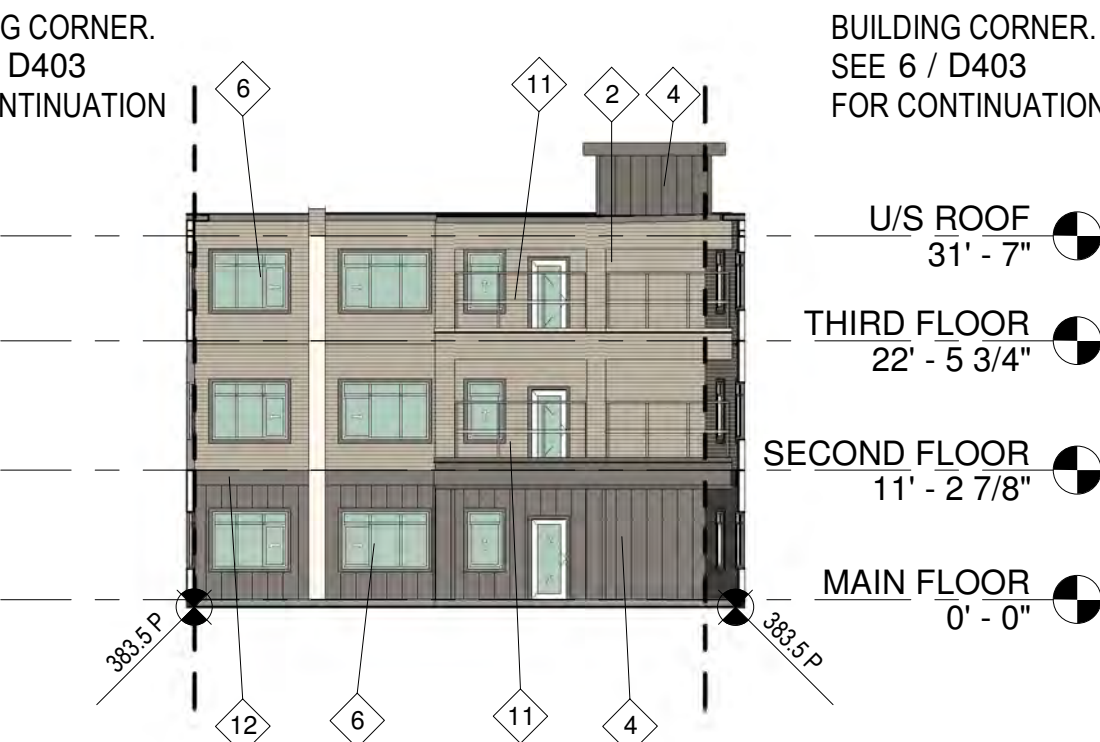 G CORNER.
D403
NTINUATION
BUILDING CORNER.
SEE 6 / D403
FOR CONTINUATION
6
11
2
4
U/S ROOF
31' - 7"
THIRD FLOOR
22' - 5 3/4"
SECOND FLOOR
11' - 2 7/8"
MAIN FLOOR
0' - 0"
383.5 P
383.5 P
12
6
11
4